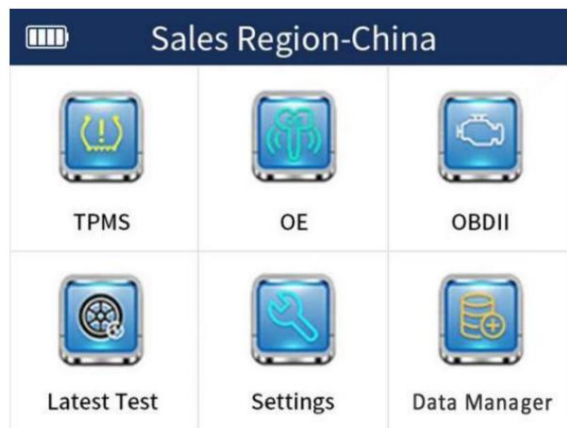 Sales Region-China
TPMS
OE
OBDII
Latest Test
Settings
Data Manager